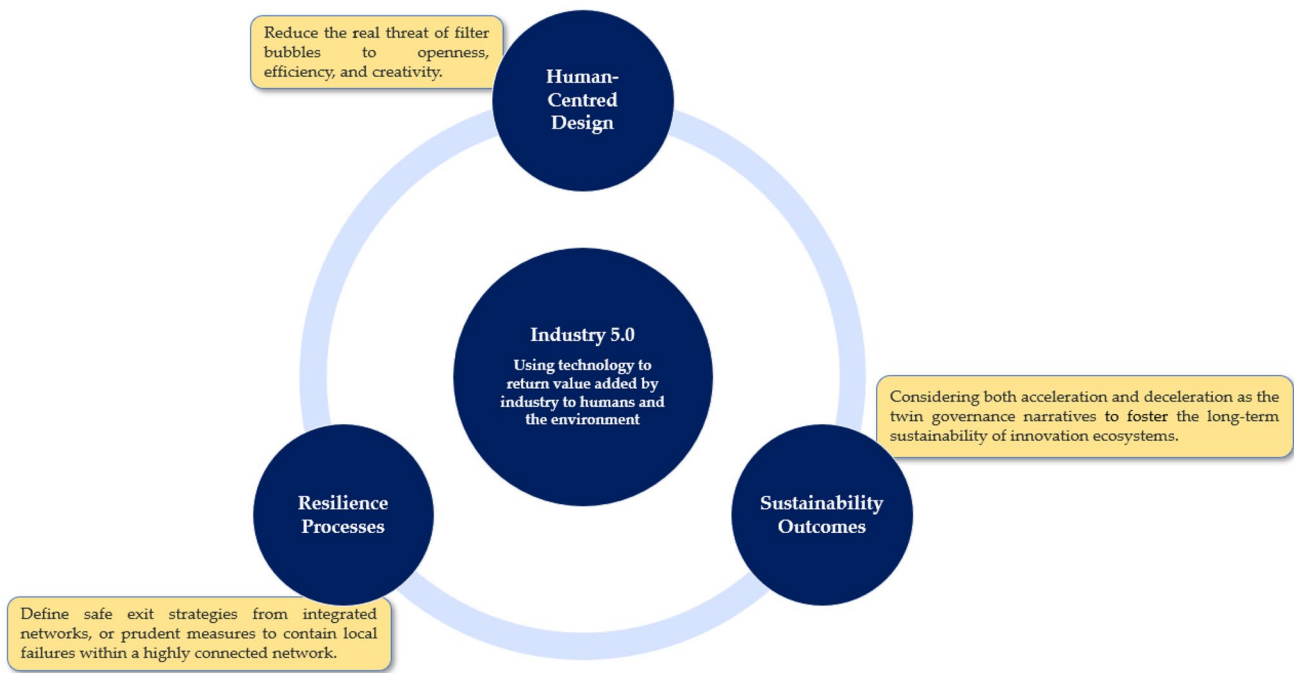 Reduce the real threat of filter
bubbles to openness,
efficiency, and creativity.
Human-
Centred
Design
Industry 5.0
Using technology to
return value added by
industry to humans and
the environment
Considering both acceleration and deceleration as the
twin governance narratives to foster the long-term
sustainability of innovation ecosystems.
Resilience
Processes
Sustainability
Outcomes
Define safe exit strategies from integrated
networks, or prudent measures to contain local
failures within a highly connected network.